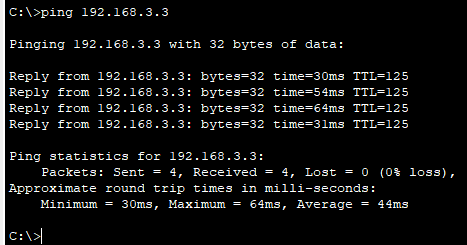 C:\>ping 192.168.3.3
Pinging 192.168.3.3 with 32 bytes of data:
Reply from 192.168.3.3: bytes=32 time=30ms TTL=125
Reply from 192.168.3.3: bytes=32 time=54ms TTL=125
Reply from 192.168.3.3: bytes=32 time=64ms TTL=125
Reply from 192.168.3.3: bytes=32 time=31ms TTL=125
Ping statistics for 192.168.3.3:
    Packets: Sent = 4, Received = 4, Lost = 0 (0% loss),
Approximate round trip times in milli-seconds:
    Minimum = 30ms, Maximum = 64ms, Average = 44ms
C:\>